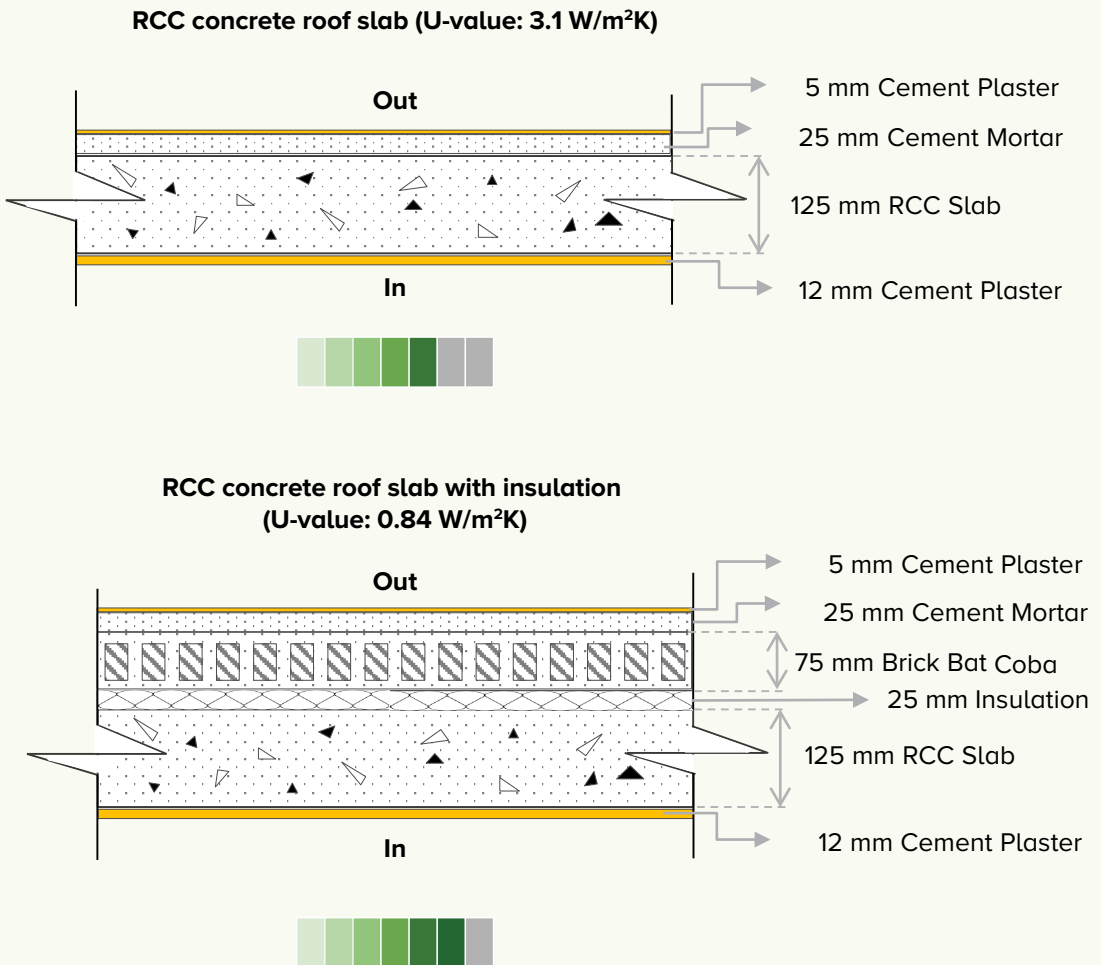 RCC concrete roof slab (U-value: 3.1 W/m²K)
Out
5 mm Cement Plaster
25 mm Cement Mortar
125 mm RCC Slab
12 mm Cement Plaster
In
RCC concrete roof slab with insulation
(U-value: 0.84 W/m²K)
Out
5 mm Cement Plaster
25 mm Cement Mortar
75 mm Brick Bat Coba
25 mm Insulation
125 mm RCC Slab
12 mm Cement Plaster
In